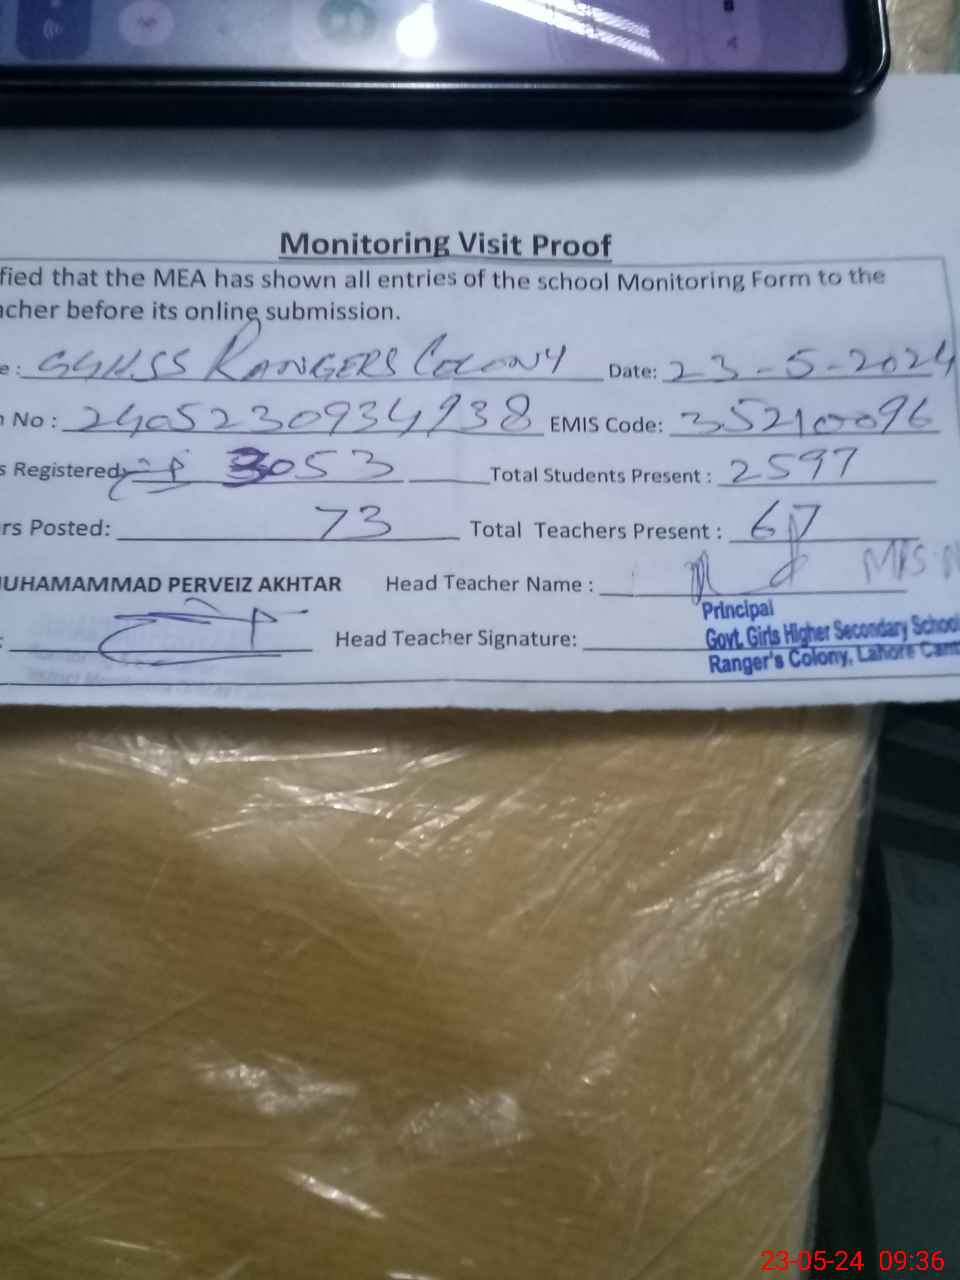 Monitoring Visit Proof
fied that the MEA has shown all entries of the school Monitoring Form to the
acher before its online submission.
e : GGHSS RANGERS COLONY Date: 23-5-2024
No : 2405230934938 EMIS Code: 35210096
s Registered 3053 Total Students Present : 2597
rs Posted: 73 Total Teachers Present : 67
UHAMAMMAD PERVEIZ AKHTAR Head Teacher Name :
Principal
Head Teacher Signature: Govt. Girls Higher Secondary School
Ranger's Colony, Lahore Cant
23-05-24 09:36